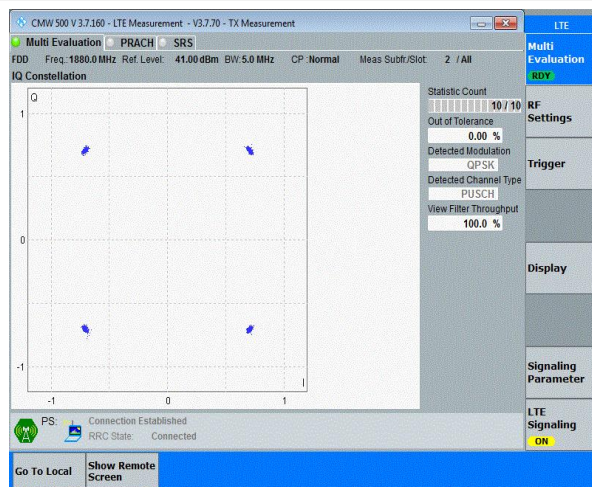 CMW 500 V 3.7.160 - LTE Measurement - V3.7.70 - TX Measurement
LTE
Multi Evaluation PRACH SRS
FDD Freq.:1880.0 MHz Ref. Level: 41.00 dBm BW:5.0 MHz CP :Normal Meas Subfr./Slot: 2 / All
IQ Constellation
Q
1
0
-1
-1 0 1
I
Statistic Count
10 / 10
Out of Tolerance
0.00 %
Detected Modulation
QPSK
Detected Channel Type
PUSCH
View Filter Throughput
100.0 %
Multi
Evaluation
RDY
RF
Settings
Trigger
Display
Signaling
Parameter
LTE
Signaling
ON
PS: Connection Established
RRC State: Connected
Go To Local
Show Remote
Screen